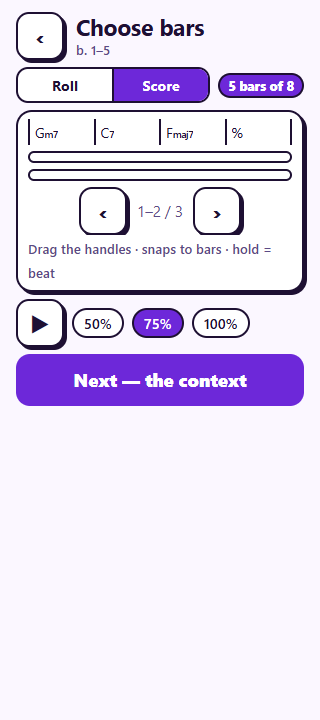 ‹ Choose bars
b. 1–5
Roll Score 5 bars of 8
Gm7 C7 Fmaj7 %
‹ 1–2 / 3 ›
Drag the handles · snaps to bars · hold =
beat
▶ 50% 75% 100%
Next — the context